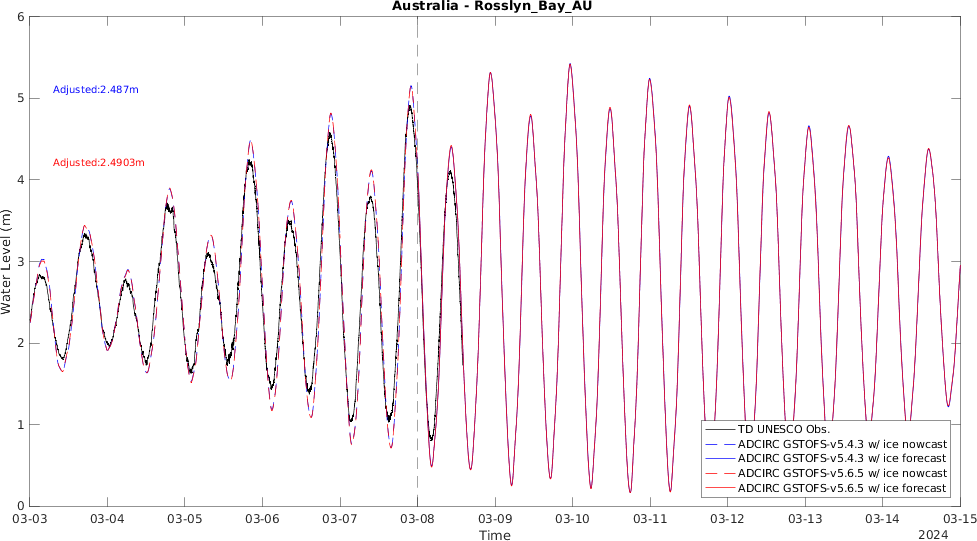 Australia - Rosslyn_Bay_AU
Water Level (m)
6
5
4
3
2
1
0
Adjusted:2.487m
Adjusted:2.4903m
TD UNESCO Obs.
ADCIRC GSTOFS-v5.4.3 w/ ice nowcast
ADCIRC GSTOFS-v5.4.3 w/ ice forecast
ADCIRC GSTOFS-v5.6.5 w/ ice nowcast
ADCIRC GSTOFS-v5.6.5 w/ ice forecast
03-03 03-04 03-05 03-06 03-07 03-08 03-09 03-10 03-11 03-12 03-13 03-14 03-15
Time
2024